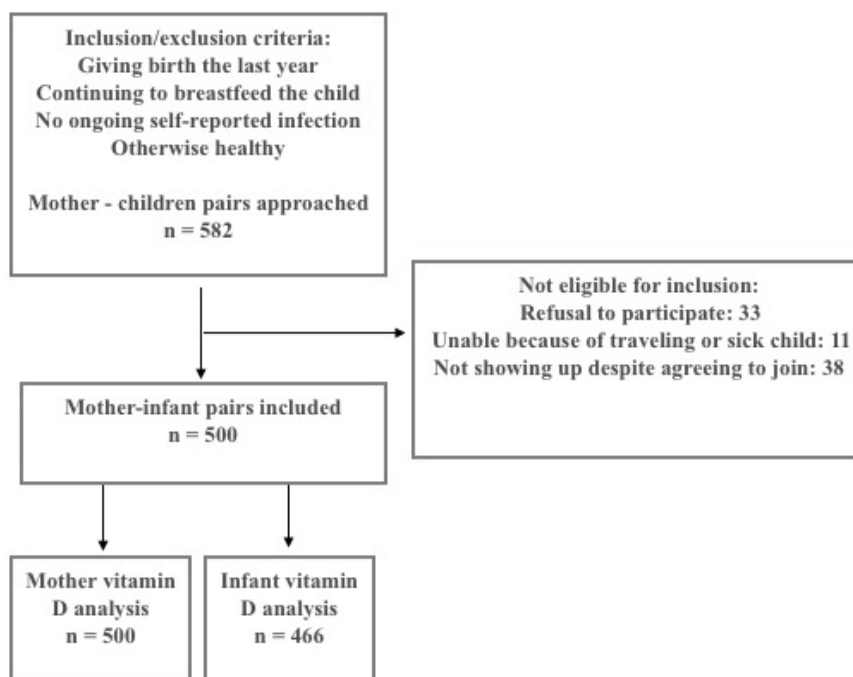 Inclusion/exclusion criteria:
Giving birth the last year
Continuing to breastfeed the child
No ongoing self-reported infection
Otherwise healthy
Mother - children pairs approached
n = 582
Not eligible for inclusion:
Refusal to participate: 33
Unable because of traveling or sick child: 11
Not showing up despite agreeing to join: 38
Mother-infant pairs included
n = 500
Mother vitamin
D analysis
n = 500
Infant vitamin
D analysis
n = 466